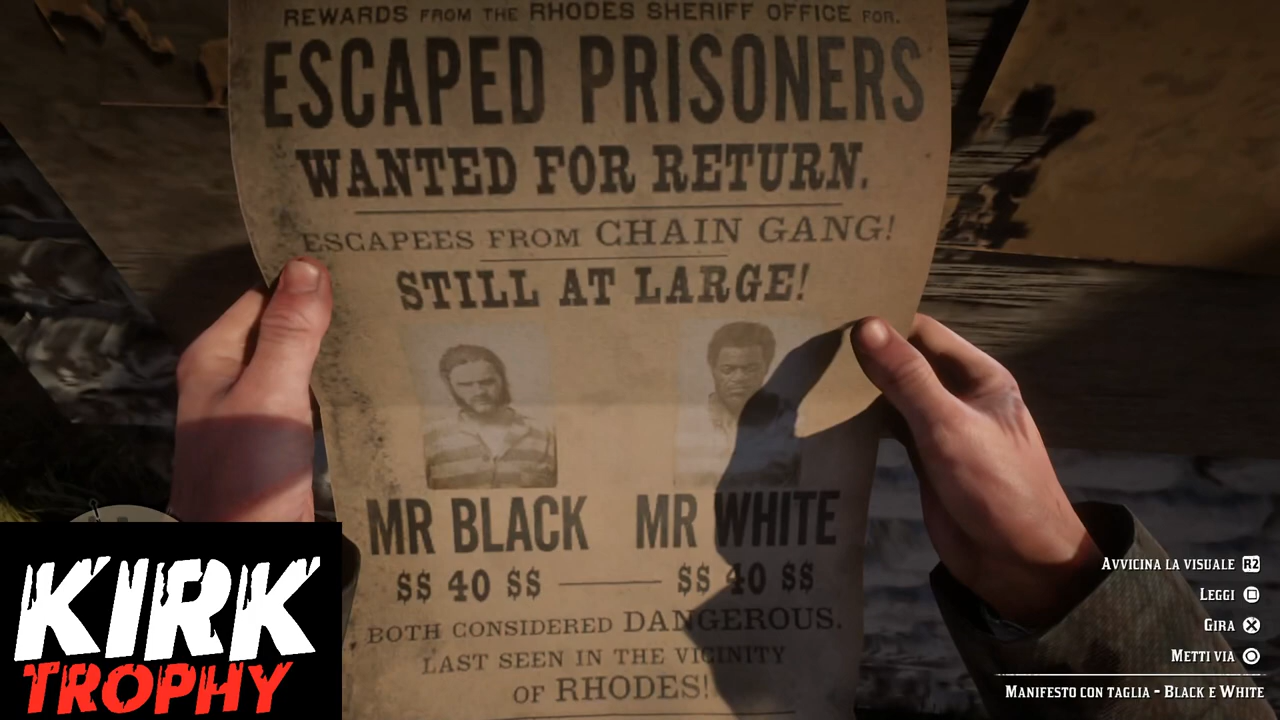 REWARDS FROM THE RHODES SHERIFF OFFICE FOR.
ESCAPED PRISONERS
WANTED FOR RETURN.
ESCAPEES FROM CHAIN GANG!
STILL AT LARGE!
MR BLACK MR WHITE
$$ 40 $$ $$ 40 $$
BOTH CONSIDERED DANGEROUS.
LAST SEEN IN THE VICINITY
OF RHODES!
KIRK
TROPHY
AVVICINA LA VISUALE R2
LEGGI
GIRA
METTI VIA
MANIFESTO CON TAGLIA - BLACK E WHITE